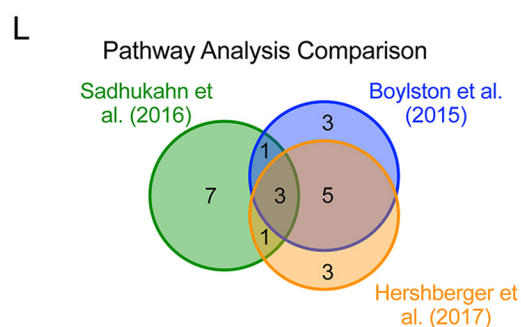 L
Pathway Analysis Comparison
Sadhukahn et
al. (2016)
Boylston et al.
(2015)
3
1
7
3
5
1
3
Hershberger et
al. (2017)